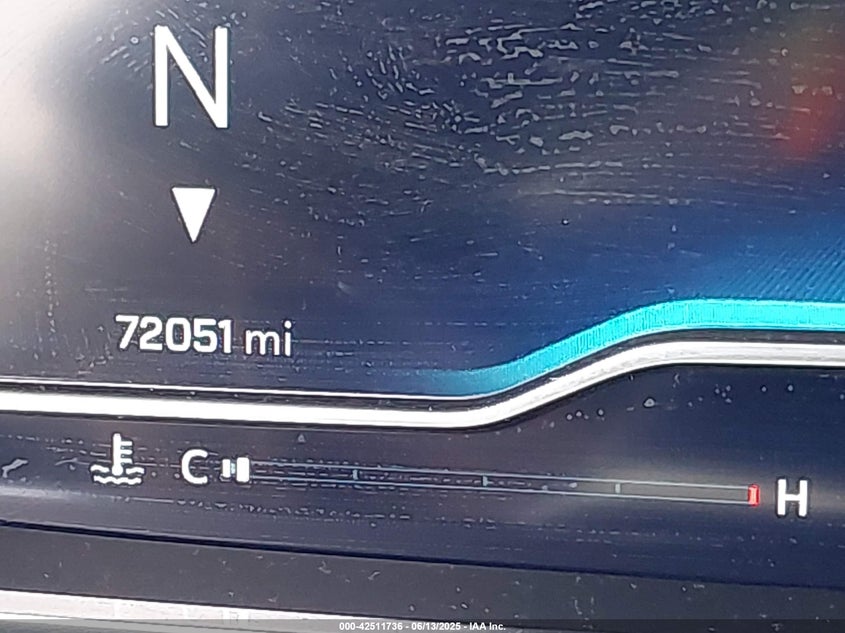 N
72051 mi
C H
000-42511736 - 06/13/2025 - IAA Inc.